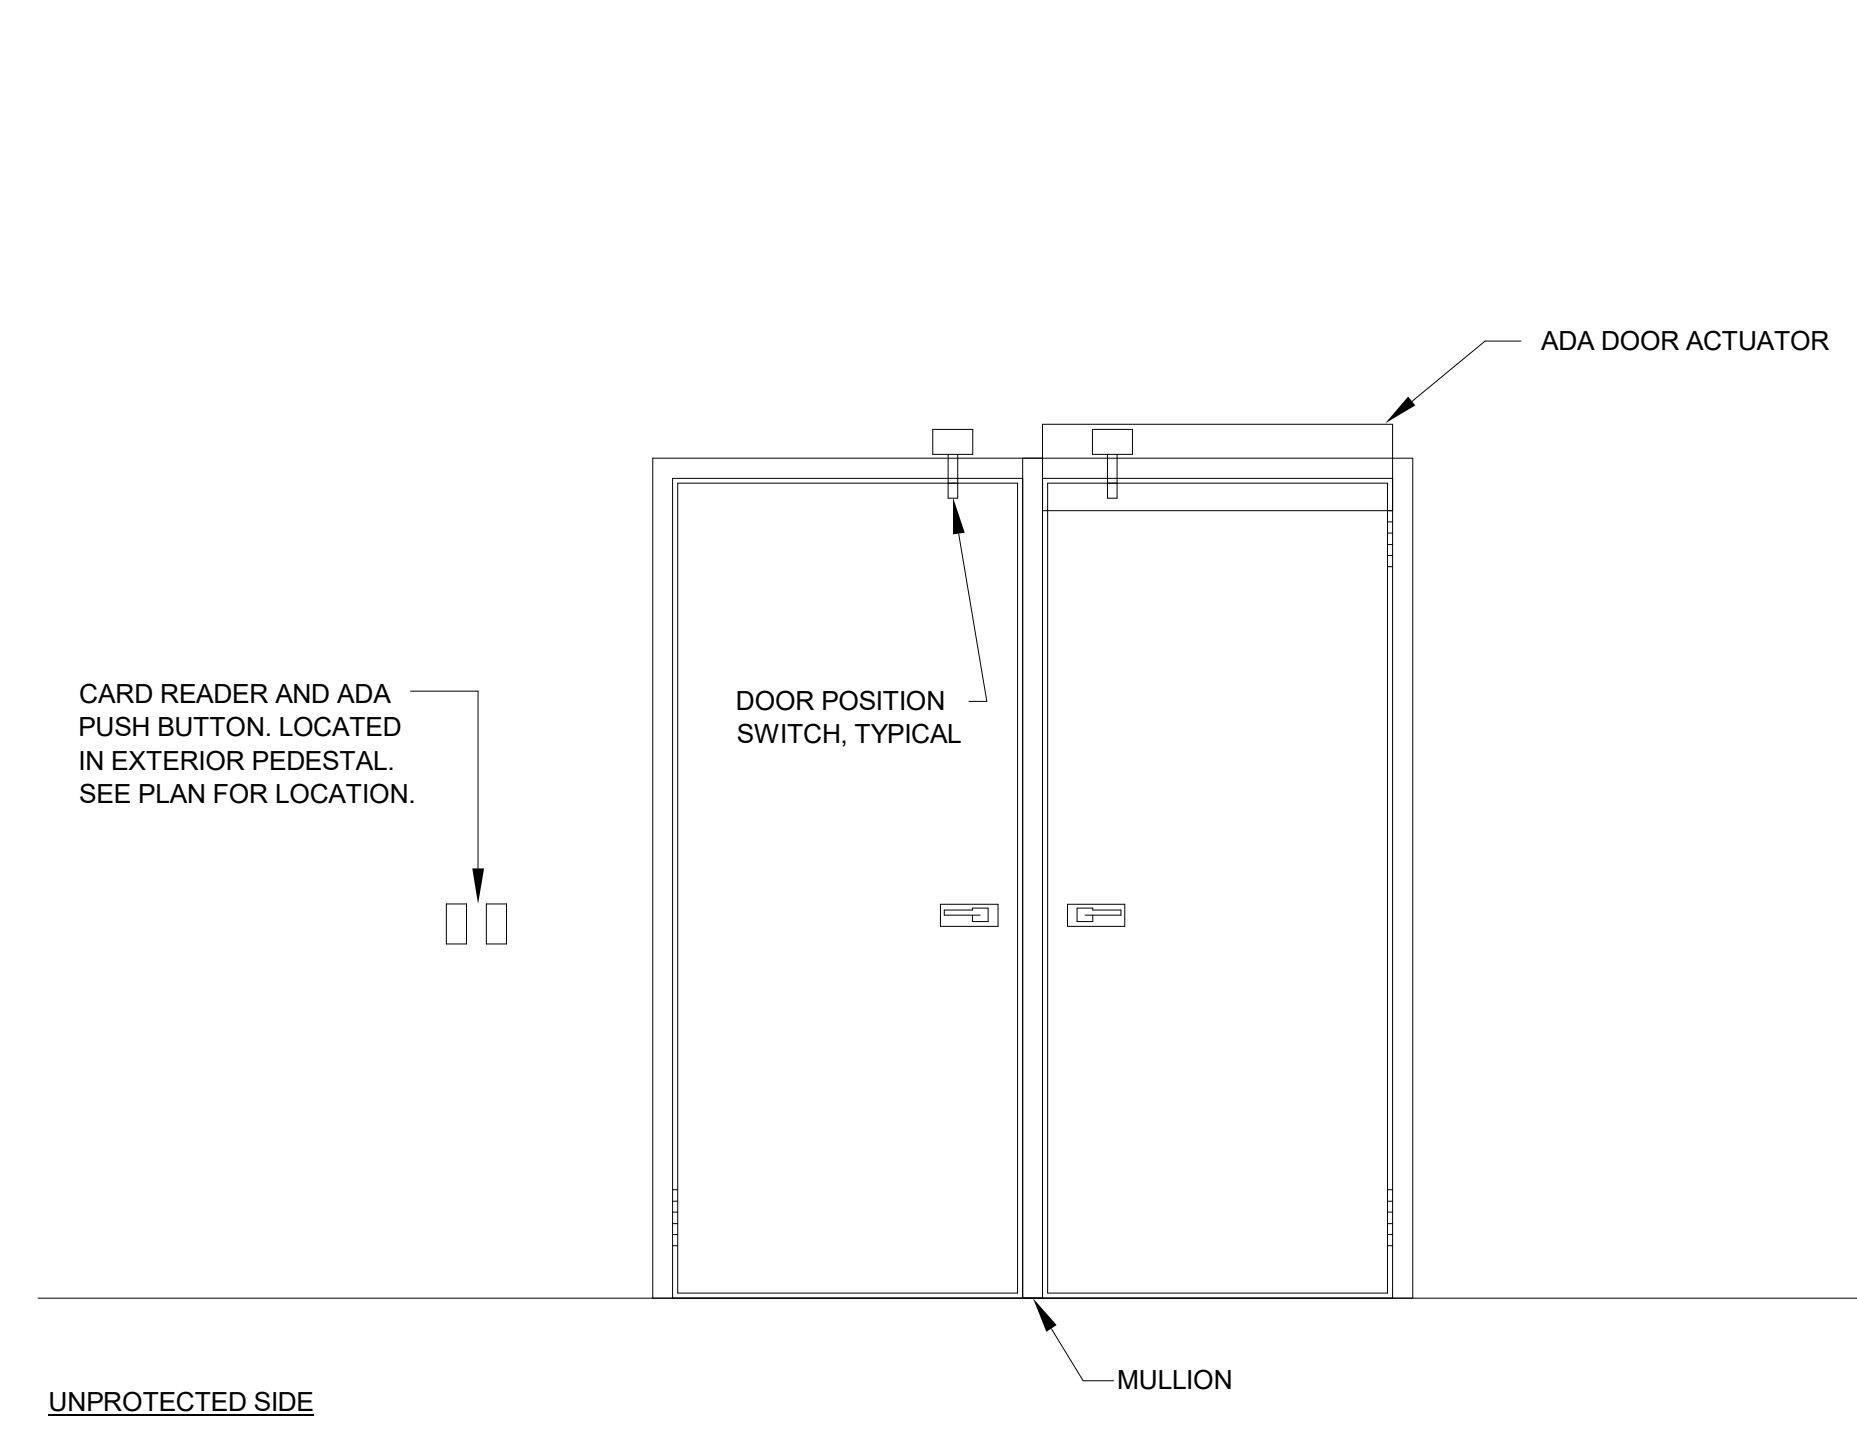 ADA DOOR ACTUATOR
CARD READER AND ADA
PUSH BUTTON. LOCATED
IN EXTERIOR PEDESTAL.
SEE PLAN FOR LOCATION.
DOOR POSITION
SWITCH, TYPICAL
MULLION
UNPROTECTED SIDE